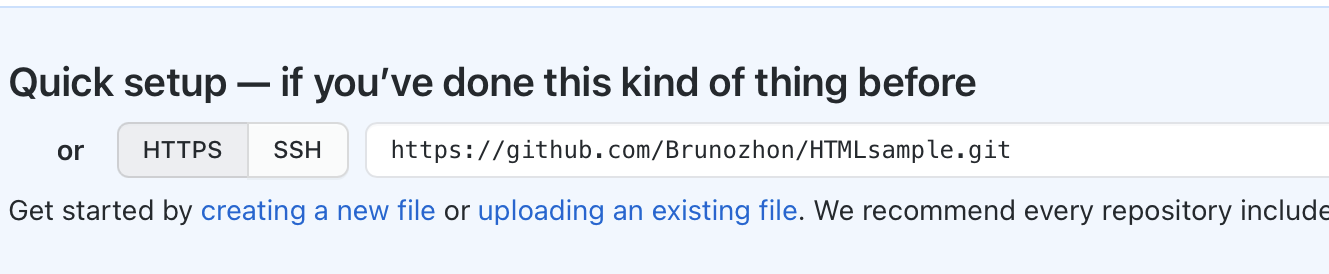 Quick setup — if you’ve done this kind of thing before
or HTTPS SSH https://github.com/Brunozhon/HTMLsample.git
Get started by creating a new file or uploading an existing file. We recommend every repository include